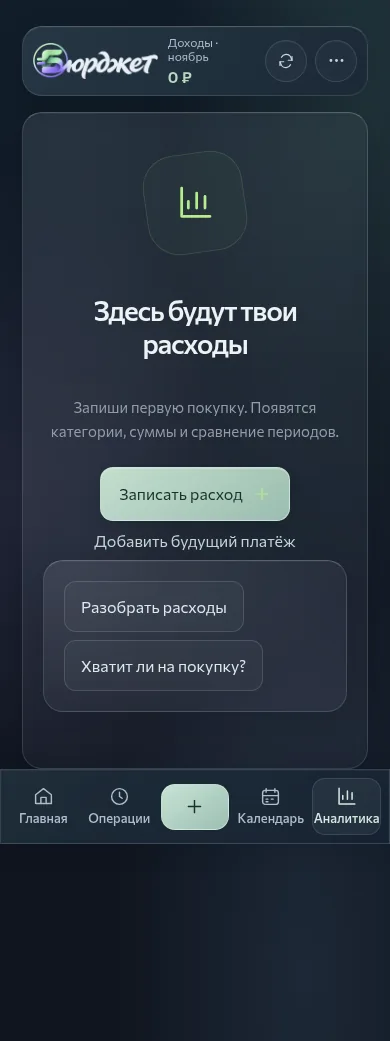 Бюрджет
Доходы ·
ноябрь
0 ₽
Здесь будут твои
расходы
Запиши первую покупку. Появятся
категории, суммы и сравнение периодов.
Записать расход +
Добавить будущий платёж
Разобрать расходы
Хватит ли на покупку?
Главная
Операции
+
Календарь
Аналитика